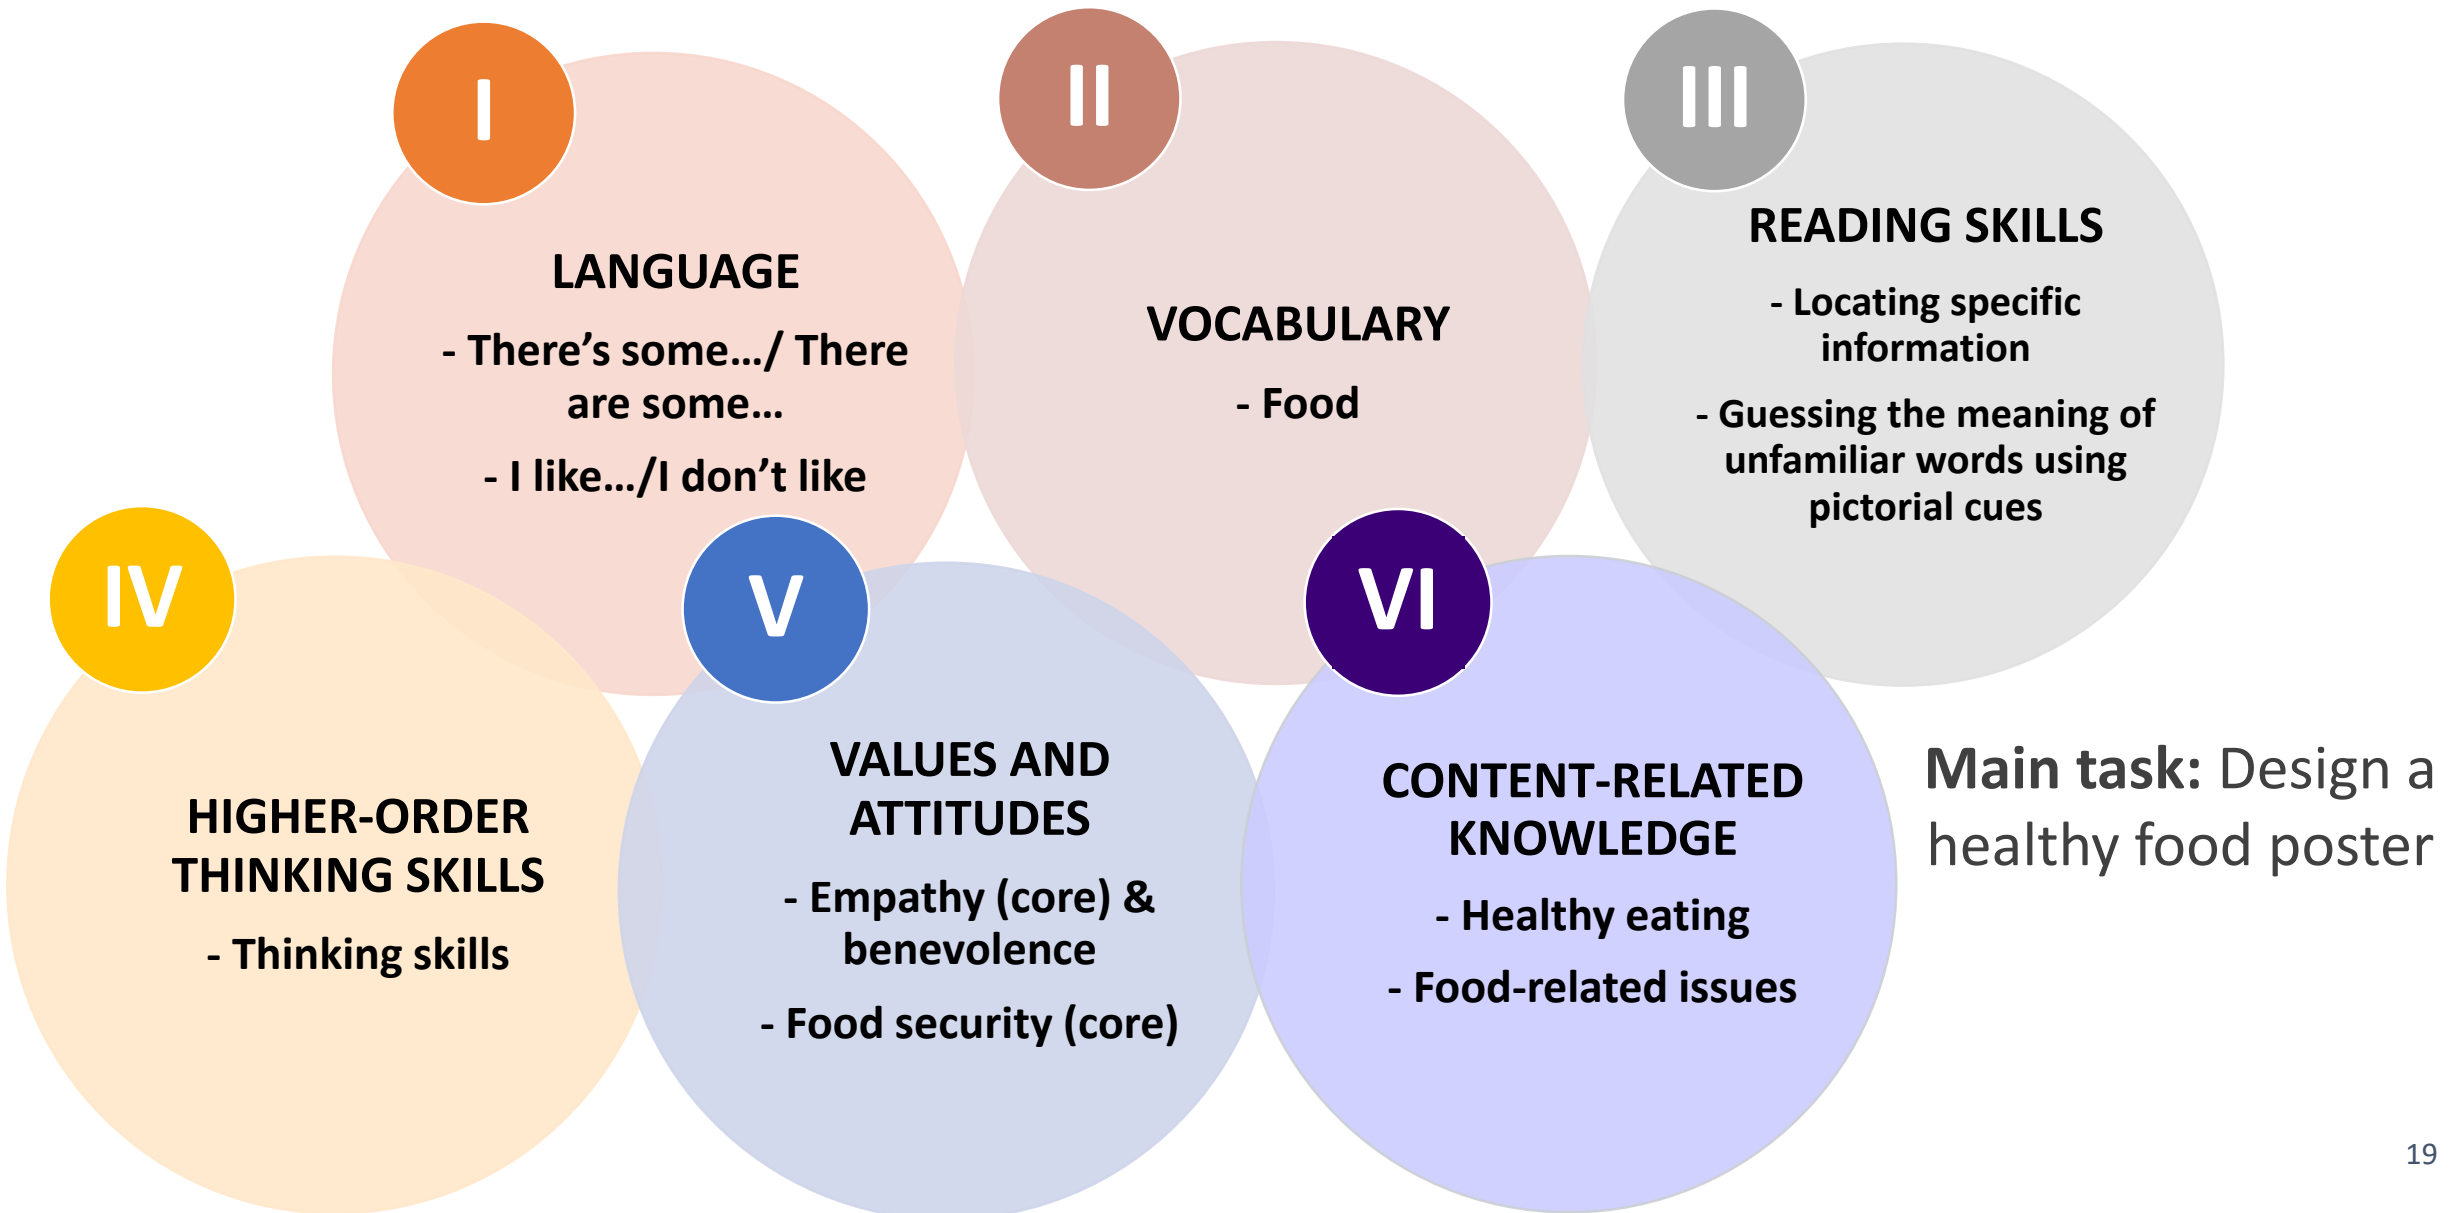 I
LANGUAGE
- There’s some…/ There
are some…
- I like…/I don’t like
II
VOCABULARY
- Food
III
READING SKILLS
- Locating specific
information
- Guessing the meaning of
unfamiliar words using
pictorial cues
IV
HIGHER-ORDER
THINKING SKILLS
- Thinking skills
V
VALUES AND
ATTITUDES
- Empathy (core) &
benevolence
- Food security (core)
VI
CONTENT-RELATED
KNOWLEDGE
- Healthy eating
- Food-related issues
Main task: Design a
healthy food poster
19